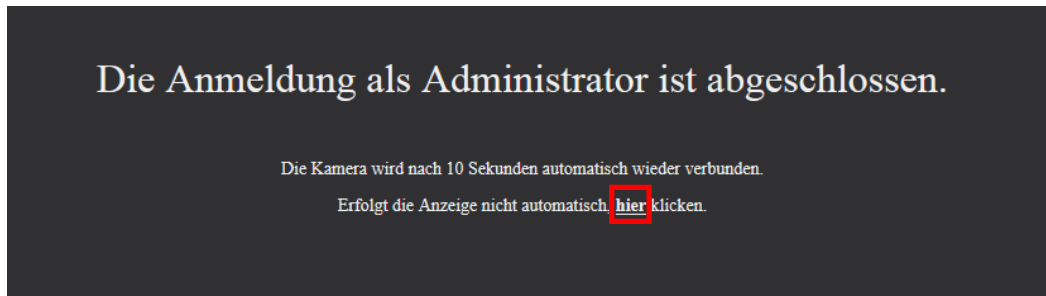 Die Anmeldung als Administrator ist abgeschlossen.
Die Kamera wird nach 10 Sekunden automatisch wieder verbunden.
Erfolgt die Anzeige nicht automatisch, hier klicken.